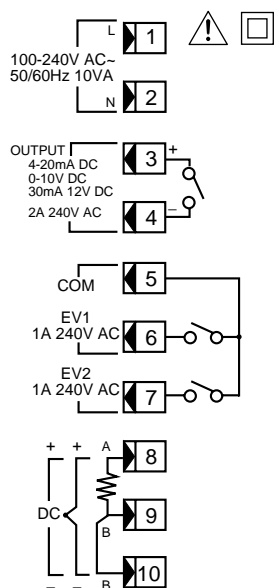 L
1
100-240V AC~
50/60Hz 10VA
N
2
OUTPUT
4-20mA DC
0-10V DC
30mA 12V DC
2A 240V AC
3
+
4
−
COM
5
EV1
1A 240V AC
6
EV2
1A 240V AC
7
+ + A
8
DC
9
B
− − B
10